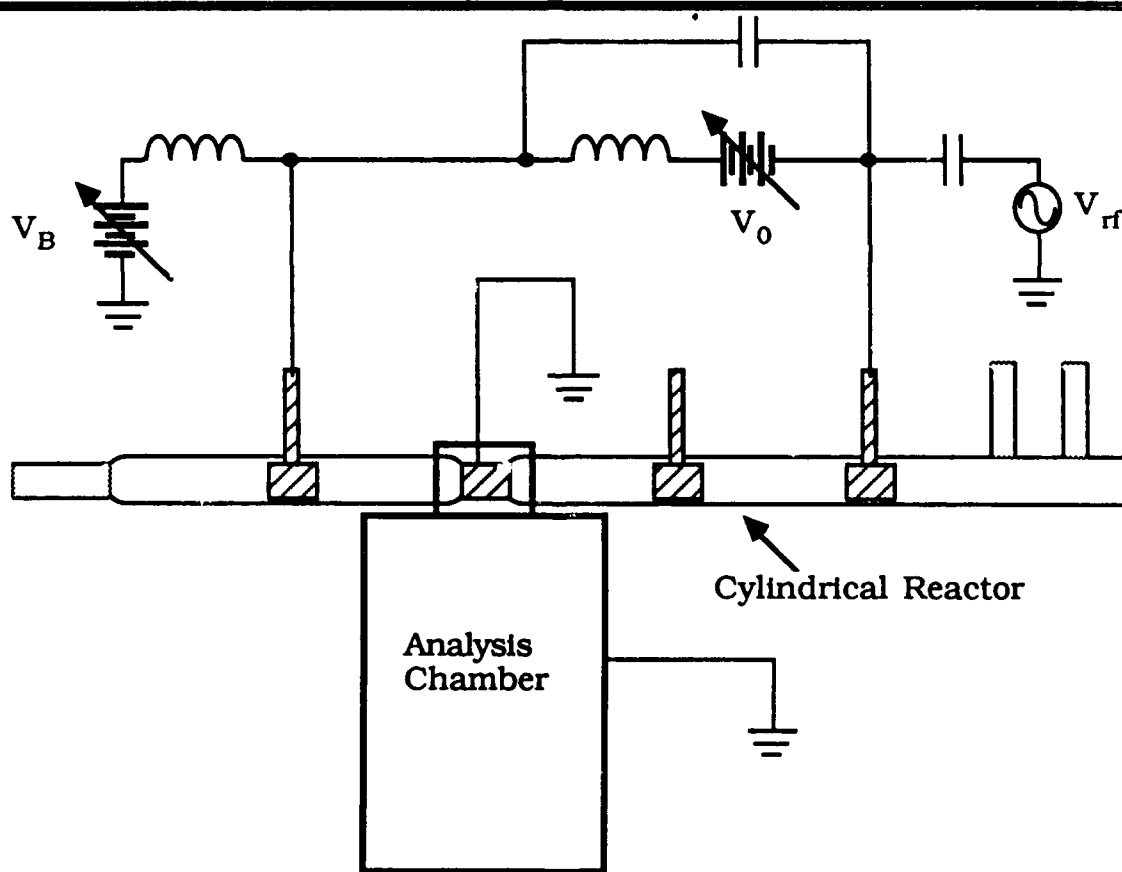 V_B
V_0
V_rf
Cylindrical Reactor
Analysis
Chamber